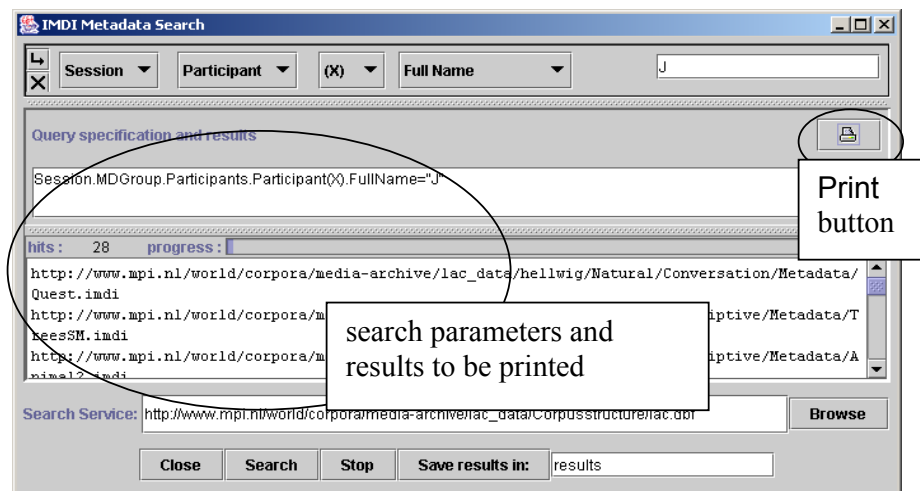 IMDI Metadata Search
Session Participant (X) Full Name J
Query specification and results
Session.MDGroup.Participants.Participant(X).FullName="J"
Print
button
hits : 28 progress :
http://www.mpi.nl/world/corpora/media-archive/lac_data/hellwig/Natural/Conversation/Metadata/
Quest.imdi
http://www.mpi.nl/world/corpora/m iptive/Metadata/T
reesSM.imdi
http://www.mpi.nl/world/corpora/m iptive/Metadata/A
nimal2.imdi
search parameters and
results to be printed
Search Service: http://www.mpi.nl/world/corpora/media-archive/lac_data/Corpusstructure/lac.dbf Browse
Close Search Stop Save results in: results